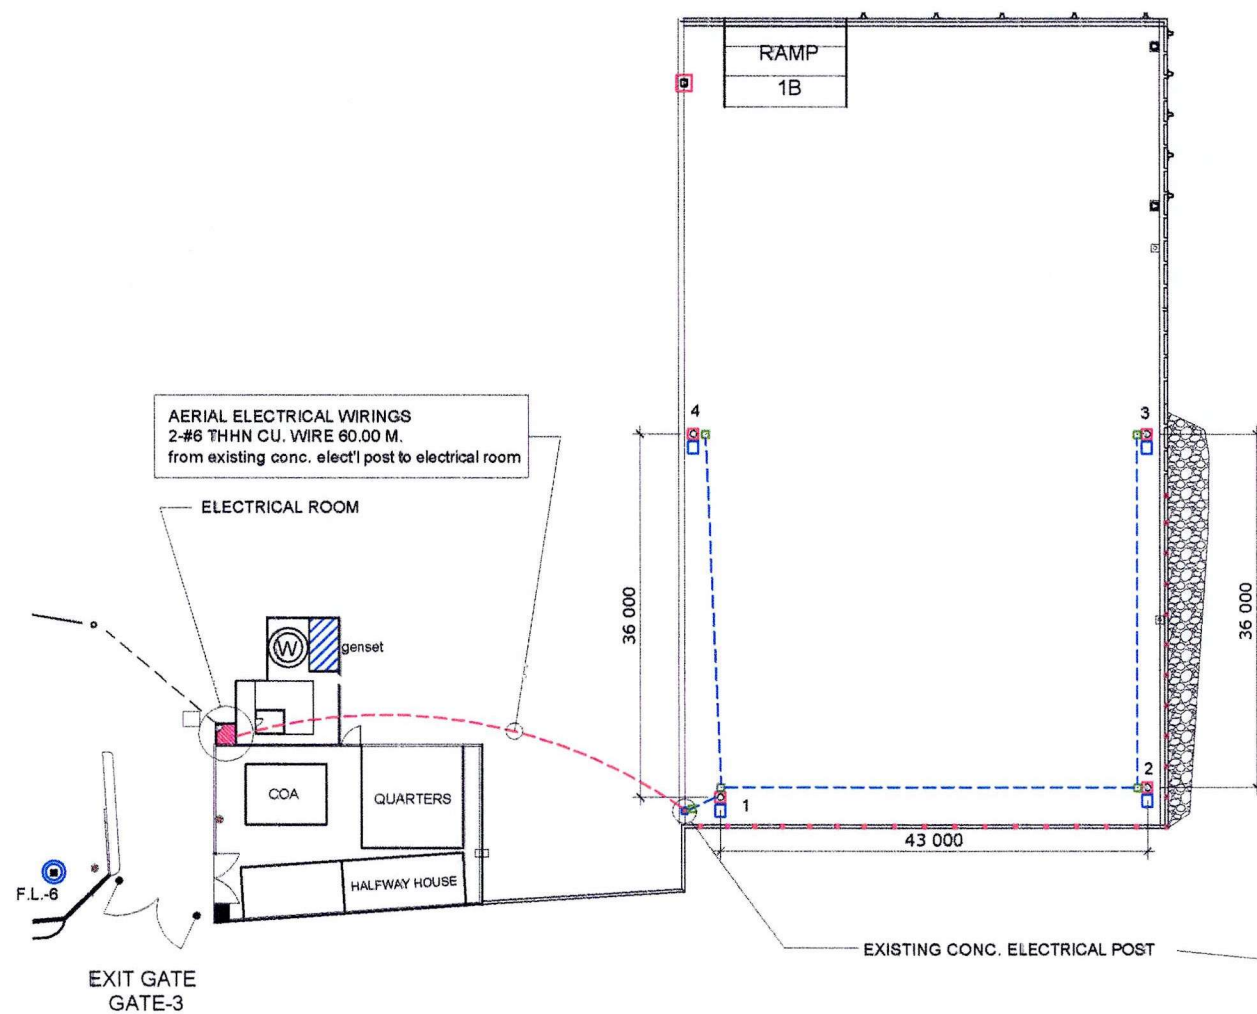 RAMP
1B
AERIAL ELECTRICAL WIRINGS
2-#6 THHN CU. WIRE 60.00 M.
from existing conc. elect'l post to electrical room
ELECTRICAL ROOM
4
3
36 000
36 000
W
genset
COA
QUARTERS
HALFWAY HOUSE
1
2
43 000
F.L.-6
EXISTING CONC. ELECTRICAL POST
EXIT GATE
GATE-3